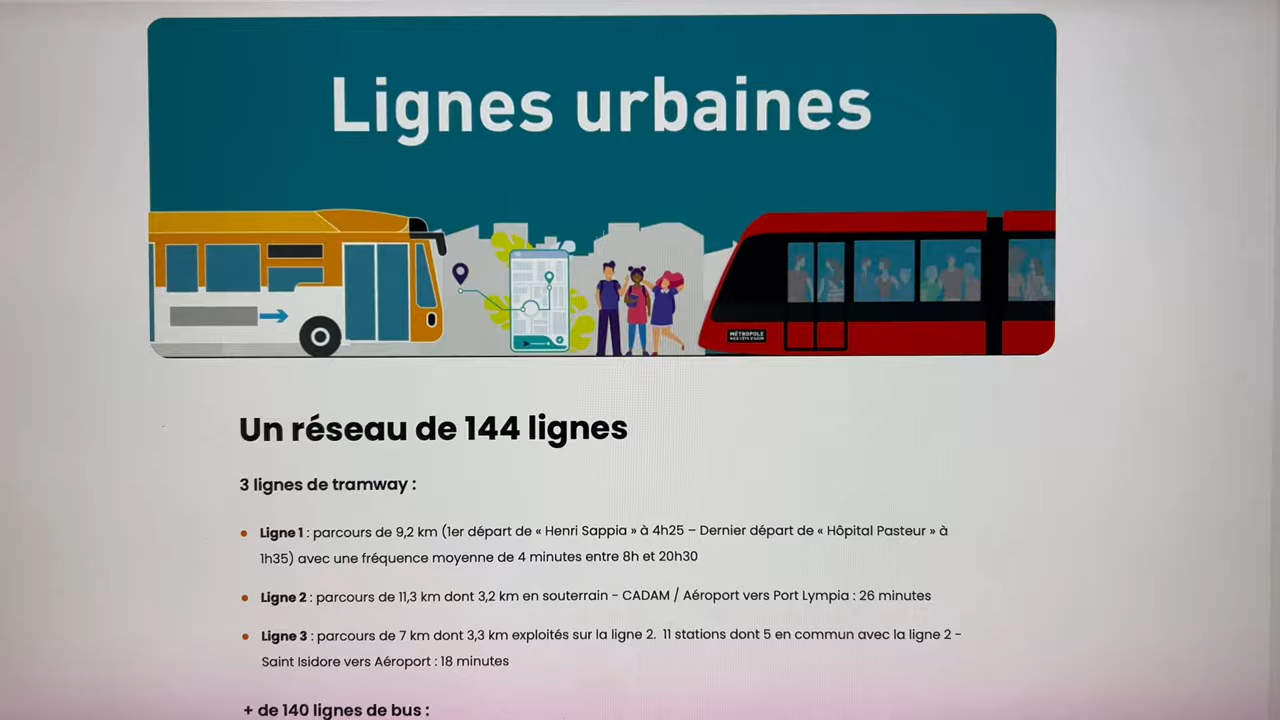 Lignes urbaines
MÉTROPOLE
NICE CÔTE D'AZUR
Un réseau de 144 lignes
3 lignes de tramway :
Ligne 1 : parcours de 9,2 km (1er départ de « Henri Sappia » à 4h25 – Dernier départ de « Hôpital Pasteur » à
1h35) avec une fréquence moyenne de 4 minutes entre 8h et 20h30
Ligne 2 : parcours de 11,3 km dont 3,2 km en souterrain - CADAM / Aéroport vers Port Lympia : 26 minutes
Ligne 3 : parcours de 7 km dont 3,3 km exploités sur la ligne 2. 11 stations dont 5 en commun avec la ligne 2 -
Saint Isidore vers Aéroport : 18 minutes
+ de 140 lignes de bus :